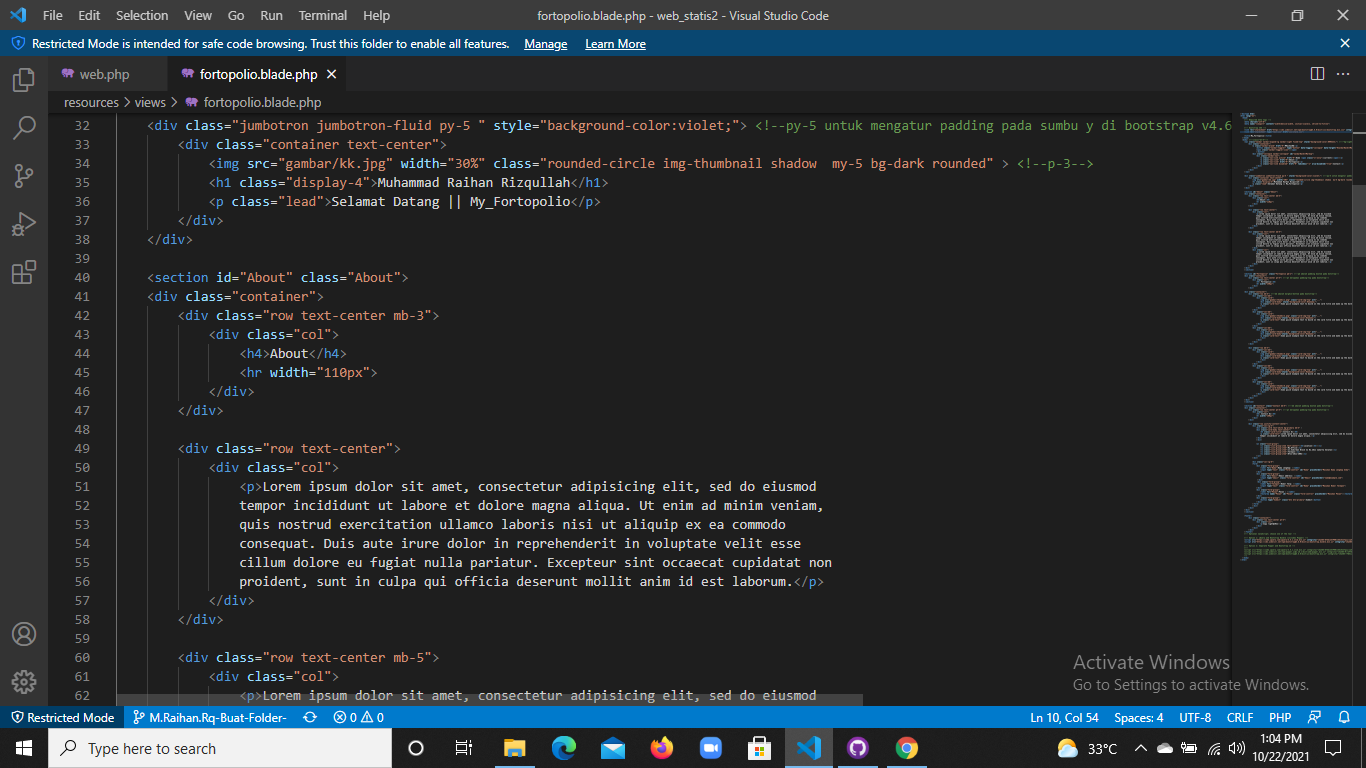 File Edit Selection View Go Run Terminal Help fortopolio.blade.php - web_statis2 - Visual Studio Code
Restricted Mode is intended for safe code browsing. Trust this folder to enable all features. Manage Learn More
web.php fortopolio.blade.php
resources > views > fortopolio.blade.php
32 <div class="jumbotron jumbotron-fluid py-5 " style="background-color:violet;"> <!--py-5 untuk mengatur padding pada sumbu y di bootstrap v4.6
33 <div class="container text-center">
34 <img src="gambar/kk.jpg" width="30%" class="rounded-circle img-thumbnail shadow  my-5 bg-dark rounded" > <!--p-3-->
35 <h1 class="display-4">Muhammad Raihan Rizqullah</h1>
36 <p class="lead">Selamat Datang || My_Fortopolio</p>
37 </div>
38 </div>
39
40 <section id="About" class="About">
41 <div class="container">
42 <div class="row text-center mb-3">
43 <div class="col">
44 <h4>About</h4>
45 <hr width="110px">
46 </div>
47 </div>
48
49 <div class="row text-center">
50 <div class="col">
51 <p>Lorem ipsum dolor sit amet, consectetur adipisicing elit, sed do eiusmod
52 tempor incididunt ut labore et dolore magna aliqua. Ut enim ad minim veniam,
53 quis nostrud exercitation ullamco laboris nisi ut aliquip ex ea commodo
54 consequat. Duis aute irure dolor in reprehenderit in voluptate velit esse
55 cillum dolore eu fugiat nulla pariatur. Excepteur sint occaecat cupidatat non
56 proident, sunt in culpa qui officia deserunt mollit anim id est laborum.</p>
57 </div>
58 </div>
59
60 <div class="row text-center mb-5">
61 <div class="col">
62 <p>Lorem ipsum dolor sit amet, consectetur adipisicing elit, sed do eiusmod
Activate Windows
Go to Settings to activate Windows.
Restricted Mode M.Raihan.Rq-Buat-Folder- 0 0 Ln 10, Col 54 Spaces: 4 UTF-8 CRLF PHP
Type here to search 33°C 1:04 PM
10/22/2021